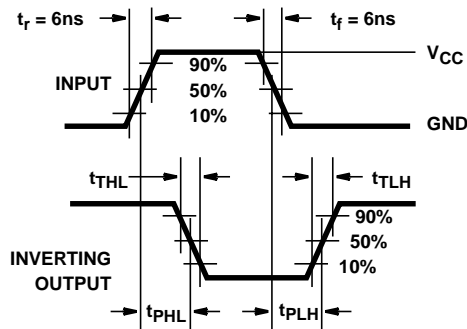 t_r = 6ns
t_f = 6ns
V_CC
90%
INPUT
50%
10%
GND
t_THL
t_TLH
90%
50%
INVERTING
OUTPUT
10%
t_PHL
t_PLH